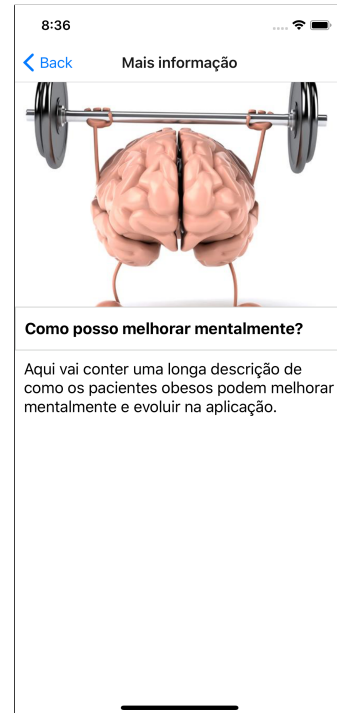 8:36
Back
Mais informação
Como posso melhorar mentalmente?
Aqui vai conter uma longa descrição de
como os pacientes obesos podem melhorar
mentalmente e evoluir na aplicação.